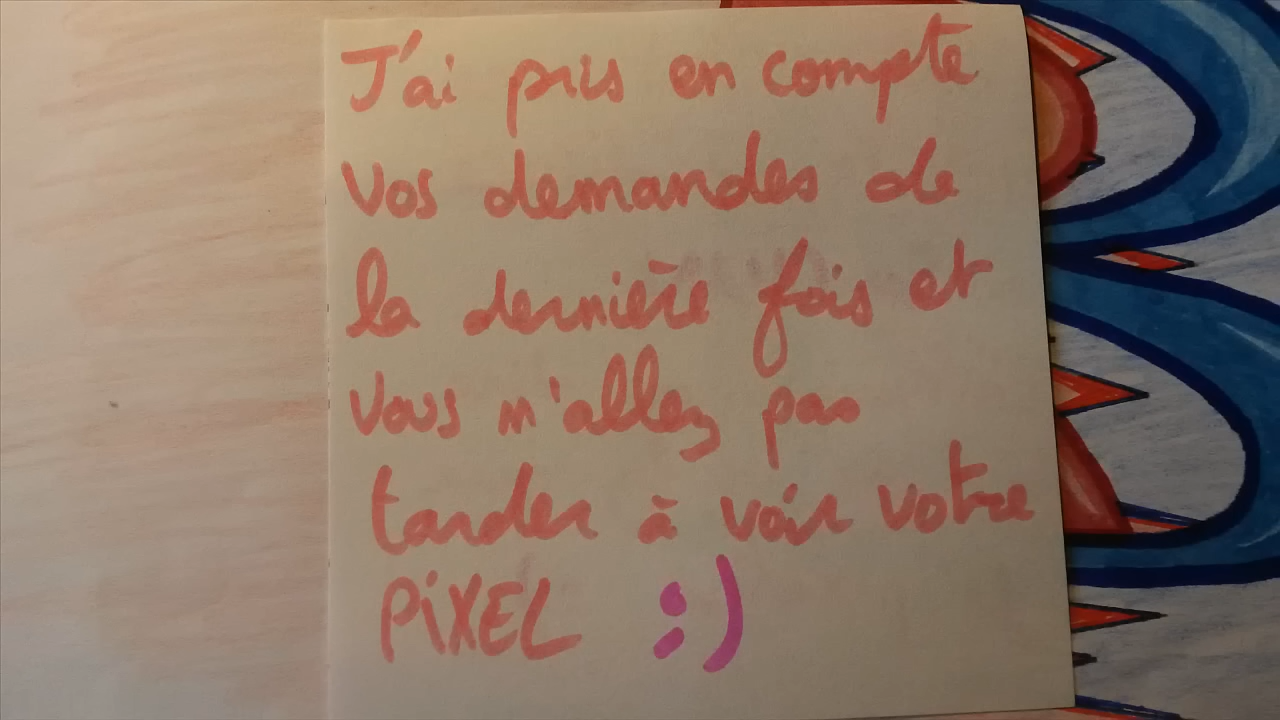 J'ai pris en compte
vos demandes de
la dernière fois et
vous m'allez pas
tarder à voir votre
PiXEL :)